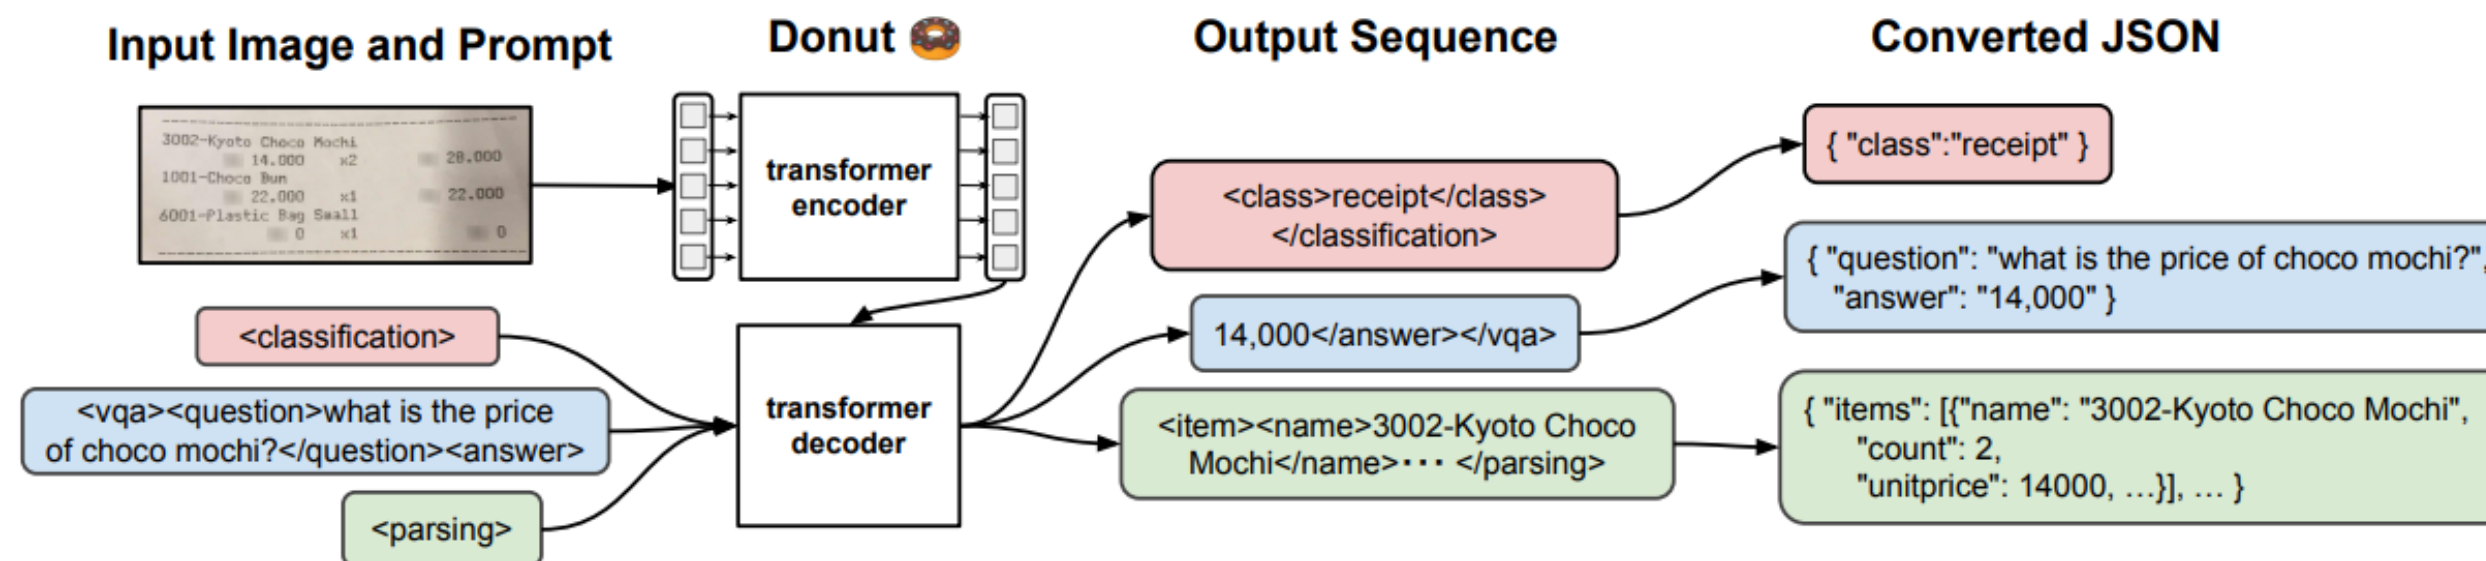 Input Image and Prompt
Donut
Output Sequence
Converted JSON
3002-Kyoto Choco Mochi
14.000 x2 28.000
1001-Choco Bun
22.000 x1 22.000
6001-Plastic Bag Small
0 x1 0
<classification>
<vqa><question>what is the price
of choco mochi?</question><answer>
<parsing>
transformer
encoder
transformer
decoder
<class>receipt</class>
</classification>
14,000</answer></vqa>
<item><name>3002-Kyoto Choco
Mochi</name>··· </parsing>
{ "class":"receipt" }
{ "question": "what is the price of choco mochi?",
"answer": "14,000" }
{ "items": [{"name": "3002-Kyoto Choco Mochi",
"count": 2,
"unitprice": 14000, …}], … }